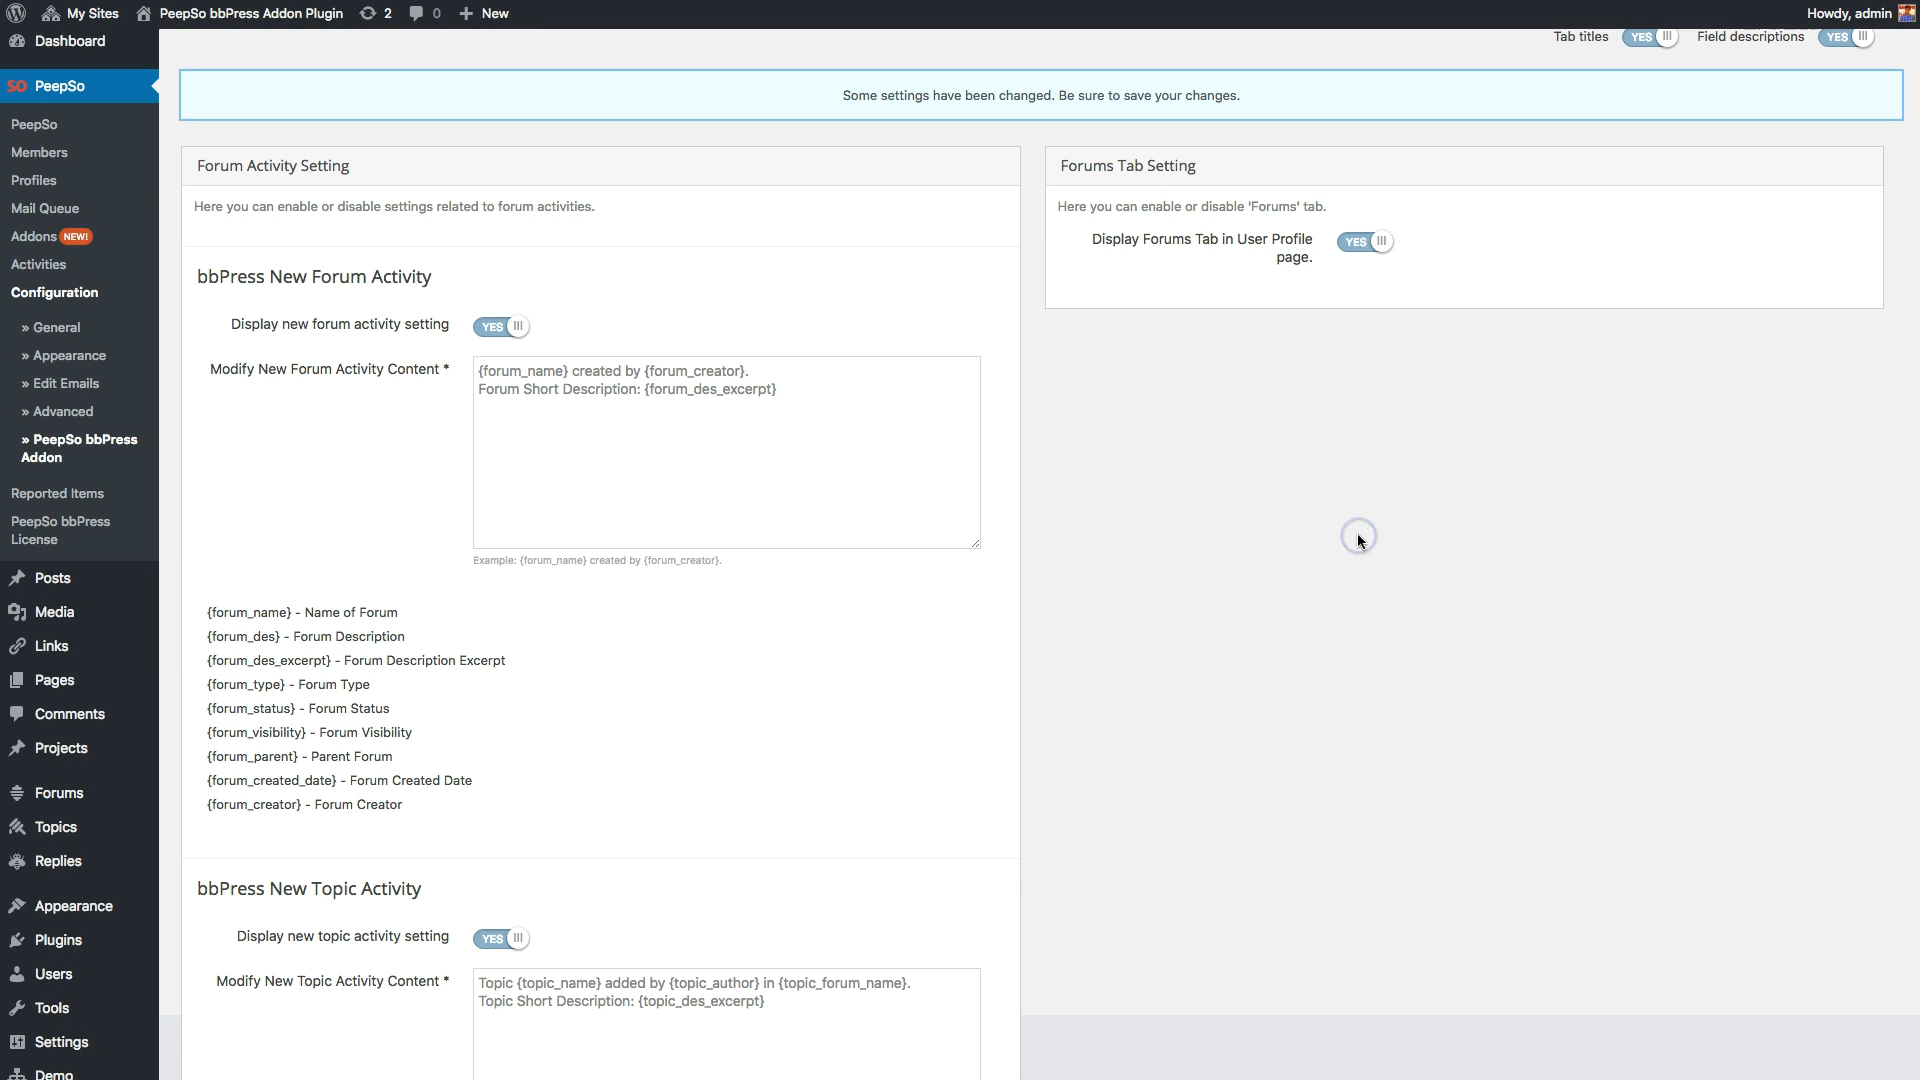 My Sites
PeepSo bbPress Addon Plugin
2
0
New
Howdy, admin
Dashboard
SO PeepSo
PeepSo
Members
Profiles
Mail Queue
Addons NEW!
Activities
Configuration
» General
» Appearance
» Edit Emails
» Advanced
» PeepSo bbPress
Addon
Reported Items
PeepSo bbPress
License
Posts
Media
Links
Pages
Comments
Projects
Forums
Topics
Replies
Appearance
Plugins
Users
Tools
Settings
Demo
Tab titles YES
Field descriptions YES
Some settings have been changed. Be sure to save your changes.
Forum Activity Setting
Here you can enable or disable settings related to forum activities.
bbPress New Forum Activity
Display new forum activity setting YES
Modify New Forum Activity Content *
{forum_name} created by {forum_creator}.
Forum Short Description: {forum_des_excerpt}
Example: {forum_name} created by {forum_creator}.
{forum_name} - Name of Forum
{forum_des} - Forum Description
{forum_des_excerpt} - Forum Description Excerpt
{forum_type} - Forum Type
{forum_status} - Forum Status
{forum_visibility} - Forum Visibility
{forum_parent} - Parent Forum
{forum_created_date} - Forum Created Date
{forum_creator} - Forum Creator
bbPress New Topic Activity
Display new topic activity setting YES
Modify New Topic Activity Content *
Topic {topic_name} added by {topic_author} in {topic_forum_name}.
Topic Short Description: {topic_des_excerpt}
Forums Tab Setting
Here you can enable or disable 'Forums' tab.
Display Forums Tab in User Profile
page.
YES